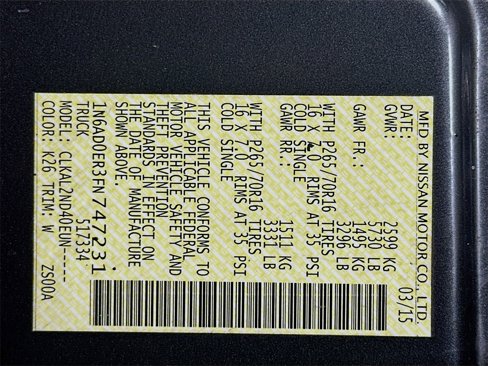 MFD BY NISSAN MOTOR CO., LTD.
DATE: 03/15
GVWR: 2599 KG
5730 LB
GAWR FR.: 1495 KG
3296 LB
WITH P265/70R16 TIRES
16 X 7.0 RIMS AT 35 PSI
COLD SINGLE
GAWR RR.: 1511 KG
3331 LB
WITH P265/70R16 TIRES
16 X 7.0 RIMS AT 35 PSI
COLD SINGLE
THIS VEHICLE CONFORMS TO
ALL APPLICABLE FEDERAL
MOTOR VEHICLE SAFETY AND
THEFT PREVENTION
STANDARDS IN EFFECT ON
THE DATE OF MANUFACTURE
SHOWN ABOVE.
1N6AD0ER3FN747231
TRUCK 517334
MODEL: CLKAL2ND40EUN-----
COLOR: K26 TRIM: W ZS00A